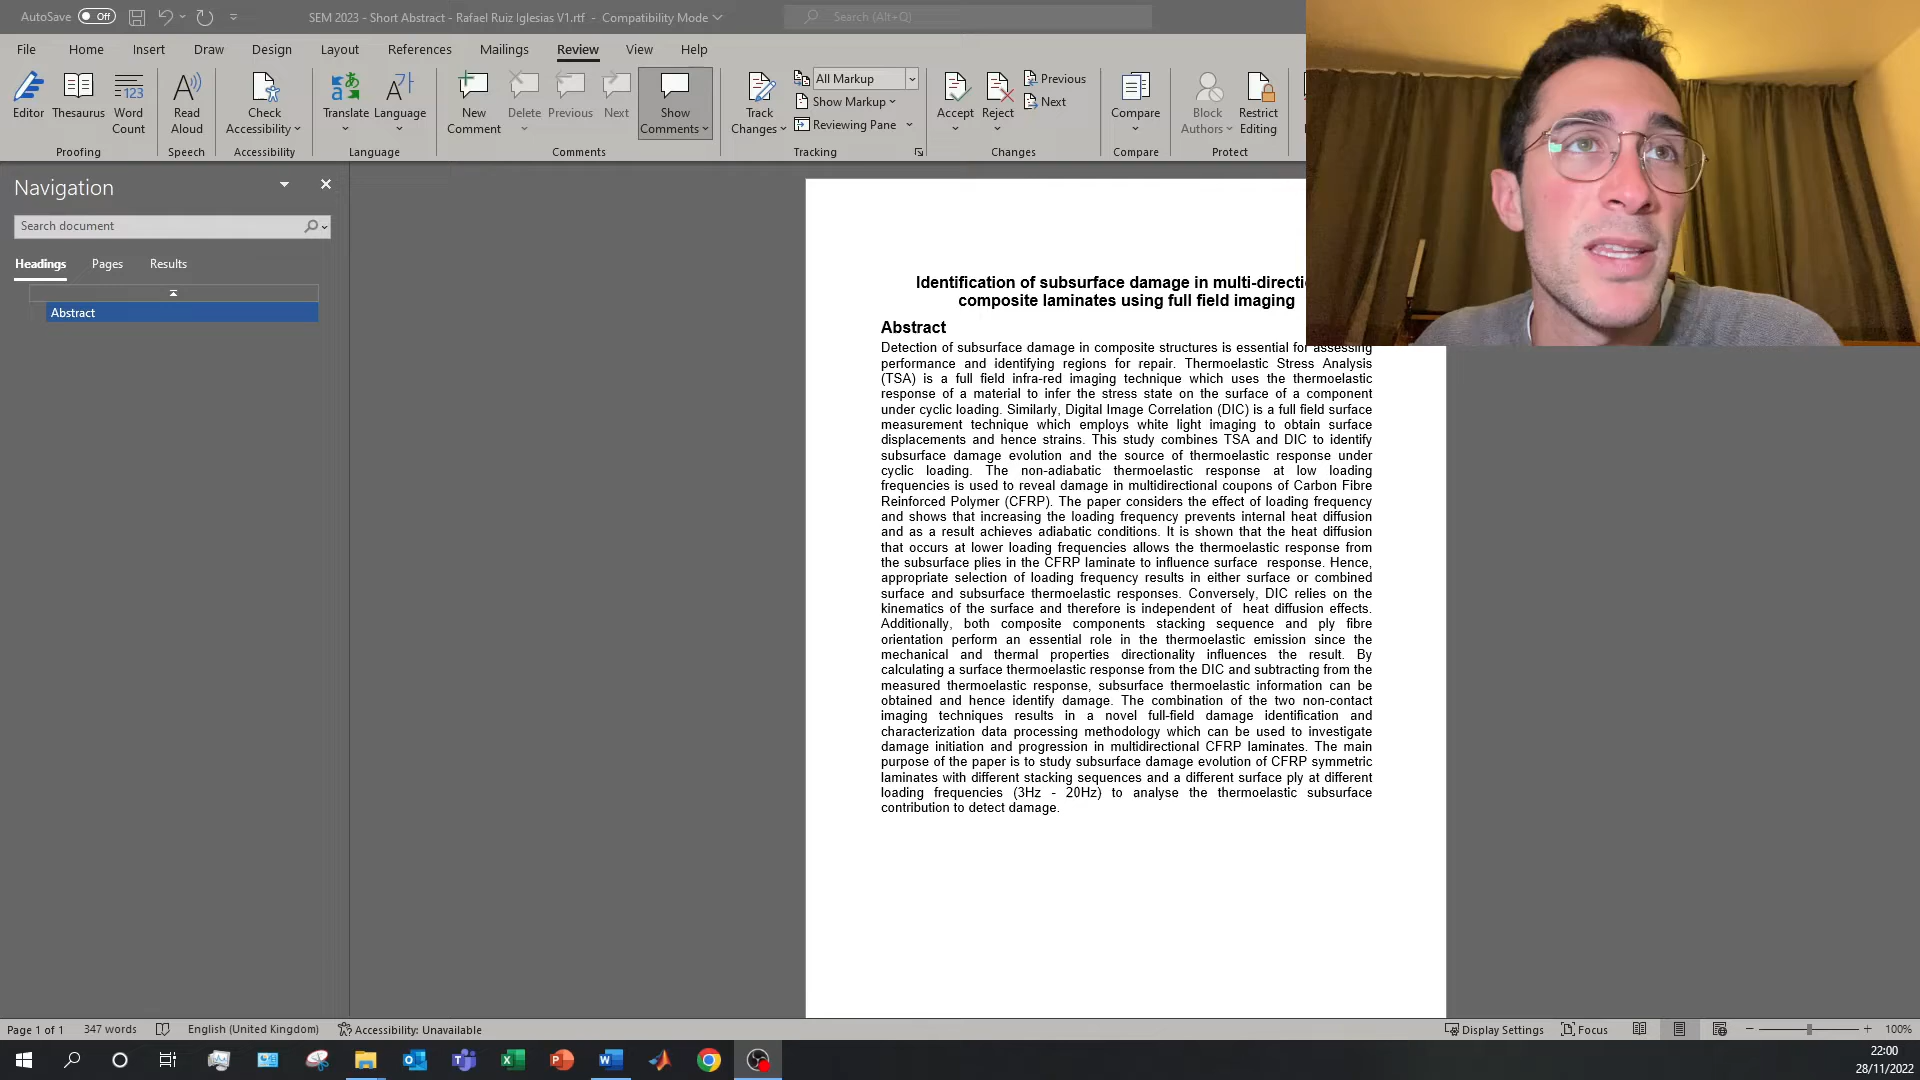 AutoSave Off SEM 2023 - Short Abstract - Rafael Ruiz Iglesias V1.rtf - Compatibility Mode Search (Alt+Q)
File Home Insert Draw Design Layout References Mailings Review View Help
Editor Thesaurus Word Count Read Aloud Check Accessibility Translate Language New Comment Delete Previous Next Show Comments Track Changes All Markup Show Markup Reviewing Pane Accept Reject Previous Next Compare Block Authors Restrict Editing
Proofing Speech Accessibility Language Comments Tracking Changes Compare Protect
Navigation
Search document
Headings Pages Results
Abstract
Identification of subsurface damage in multi-directi
composite laminates using full field imaging
Abstract
Detection of subsurface damage in composite structures is essential for assessing
performance and identifying regions for repair. Thermoelastic Stress Analysis
(TSA) is a full field infra-red imaging technique which uses the thermoelastic
response of a material to infer the stress state on the surface of a component
under cyclic loading. Similarly, Digital Image Correlation (DIC) is a full field surface
measurement technique which employs white light imaging to obtain surface
displacements and hence strains. This study combines TSA and DIC to identify
subsurface damage evolution and the source of thermoelastic response under
cyclic loading. The non-adiabatic thermoelastic response at low loading
frequencies is used to reveal damage in multidirectional coupons of Carbon Fibre
Reinforced Polymer (CFRP). The paper considers the effect of loading frequency
and shows that increasing the loading frequency prevents internal heat diffusion
and as a result achieves adiabatic conditions. It is shown that the heat diffusion
that occurs at lower loading frequencies allows the thermoelastic response from
the subsurface plies in the CFRP laminate to influence surface response. Hence,
appropriate selection of loading frequency results in either surface or combined
surface and subsurface thermoelastic responses. Conversely, DIC relies on the
kinematics of the surface and therefore is independent of heat diffusion effects.
Additionally, both composite components stacking sequence and ply fibre
orientation perform an essential role in the thermoelastic emission since the
mechanical and thermal properties directionality influences the result. By
calculating a surface thermoelastic response from the DIC and subtracting from the
measured thermoelastic response, subsurface thermoelastic information can be
obtained and hence identify damage. The combination of the two non-contact
imaging techniques results in a novel full-field damage identification and
characterization data processing methodology which can be used to investigate
damage initiation and progression in multidirectional CFRP laminates. The main
purpose of the paper is to study subsurface damage evolution of CFRP symmetric
laminates with different stacking sequences and a different surface ply at different
loading frequencies (3Hz - 20Hz) to analyse the thermoelastic subsurface
contribution to detect damage.
Page 1 of 1 347 words English (United Kingdom) Accessibility: Unavailable Display Settings Focus 100%
22:00
28/11/2022